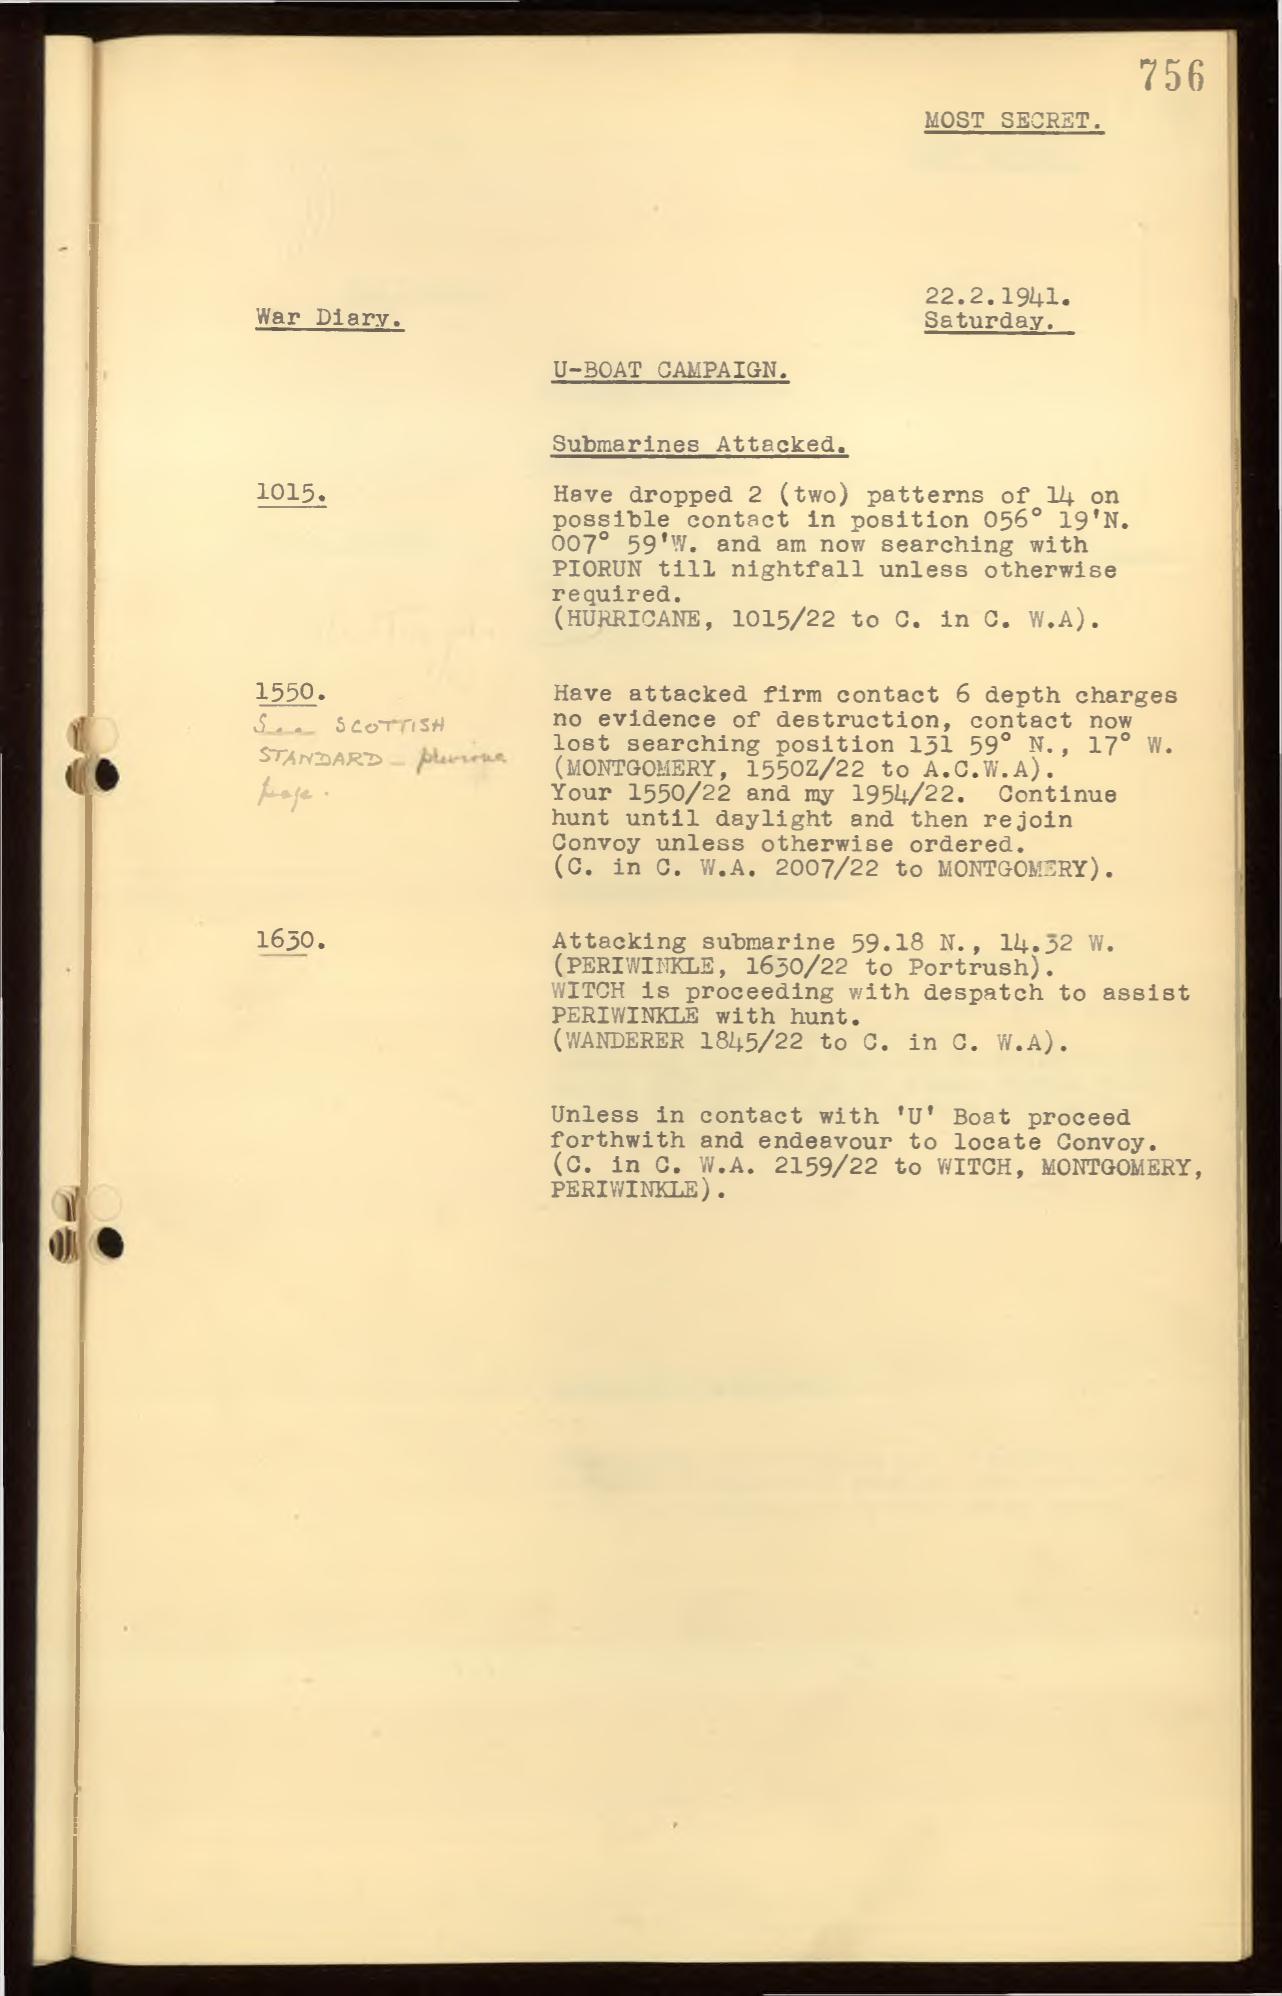 756
MOST SECRET.
22.2.1941.
War Diary.
Saturday.
U-BOAT CAMPAIGN.
Submarines Attacked.
1015.
Have dropped 2 (two) patterns of 14 on
possible contact in position 056° 19'N.
007° 59'W. and am now searching with
PIORUN till nightfall unless otherwise
required.
(HURRICANE, 1015/22 to C. in C. W.A).
1550.
See SCOTTISH
STANDARD - previous
page.
Have attacked firm contact 6 depth charges
no evidence of destruction, contact now
lost searching position 131 59° N., 17° W.
(MONTGOMERY, 1550Z/22 to A.C.W.A).
Your 1550/22 and my 1954/22. Continue
hunt until daylight and then rejoin
Convoy unless otherwise ordered.
(C. in C. W.A. 2007/22 to MONTGOMERY).
1630.
Attacking submarine 59.18 N., 14.32 W.
(PERIWINKLE, 1630/22 to Portrush).
WITCH is proceeding with despatch to assist
PERIWINKLE with hunt.
(WANDERER 1845/22 to C. in C. W.A).
Unless in contact with 'U' Boat proceed
forthwith and endeavour to locate Convoy.
(C. in C. W.A. 2159/22 to WITCH, MONTGOMERY,
PERIWINKLE).